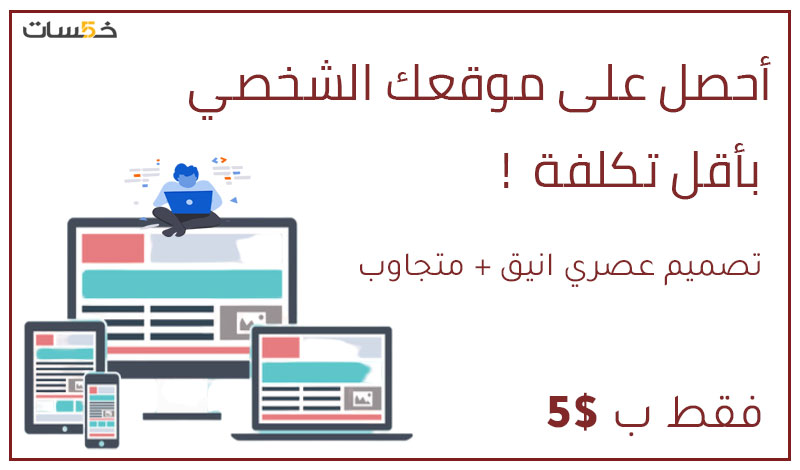 خمسات
أحصل على موقعك الشخصي
بأقل تكلفة !
تصميم عصري انيق + متجاوب
فقط ب 5$